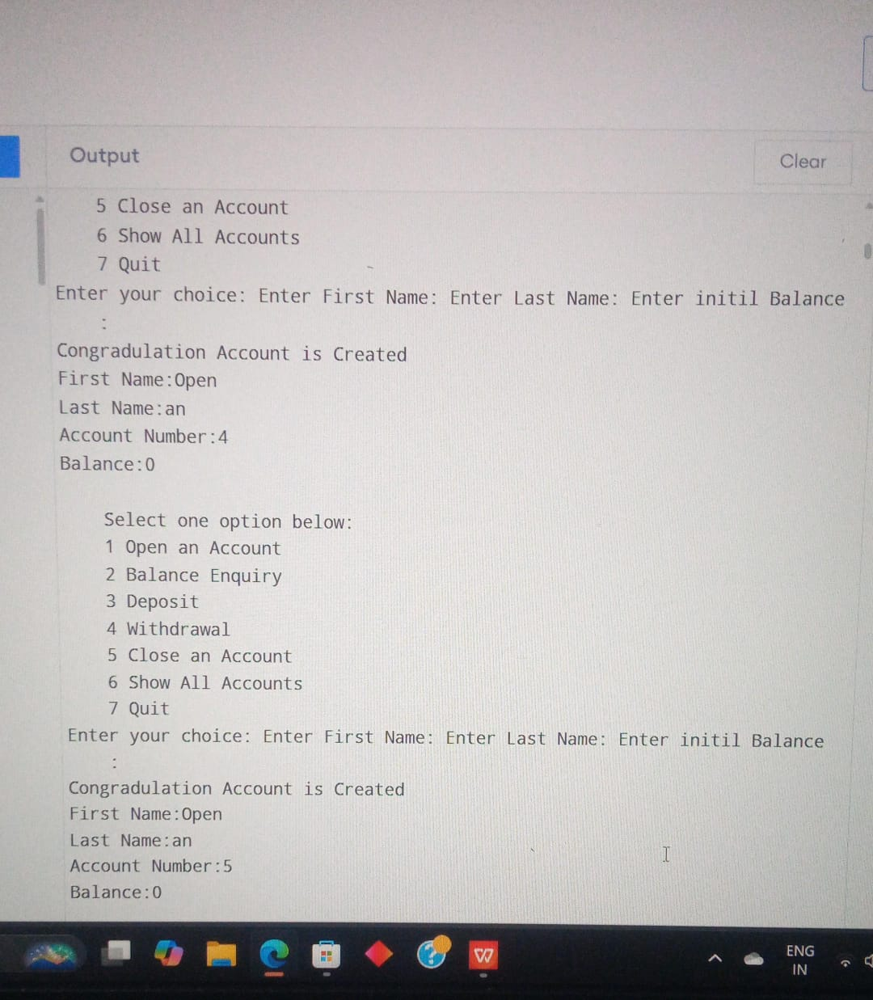 Output
Clear
5 Close an Account
6 Show All Accounts
7 Quit
Enter your choice: Enter First Name: Enter Last Name: Enter initil Balance
:
Congradulation Account is Created
First Name:Open
Last Name:an
Account Number:4
Balance:0
Select one option below:
1 Open an Account
2 Balance Enquiry
3 Deposit
4 Withdrawal
5 Close an Account
6 Show All Accounts
7 Quit
Enter your choice: Enter First Name: Enter Last Name: Enter initil Balance
:
Congradulation Account is Created
First Name:Open
Last Name:an
Account Number:5
Balance:0
ENG
IN